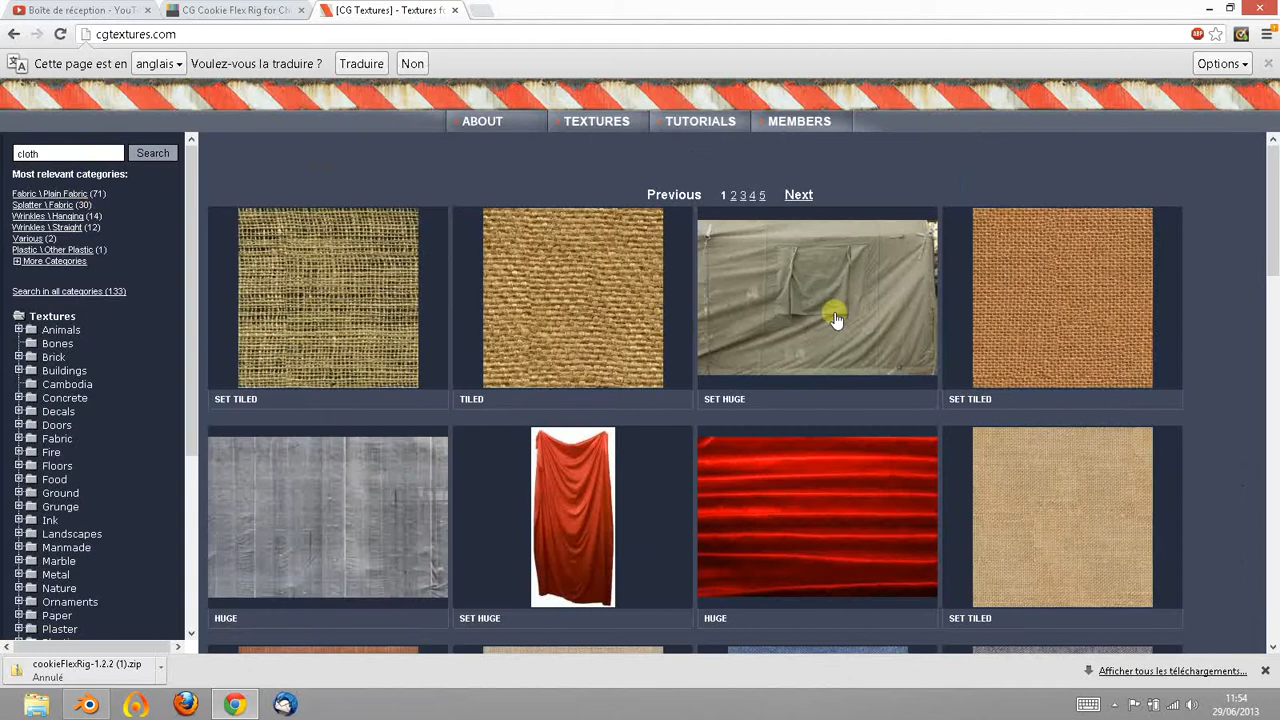 Boîte de réception - YouT
CG Cookie Flex Rig for Ch
[CG Textures] - Textures fo
cgtextures.com
ABP
Cette page est en anglais Voulez-vous la traduire ? Traduire Non Options
ABOUT TEXTURES TUTORIALS MEMBERS
cloth Search
Most relevant categories:
Fabric \ Plain Fabric (71)
Splatter \ Fabric (30)
Wrinkles \ Hanging (14)
Wrinkles \ Straight (12)
Various (2)
Plastic \ Other Plastic (1)
More Categories
Search in all categories (133)
Textures
Animals
Bones
Brick
Buildings
Cambodia
Concrete
Decals
Doors
Fabric
Fire
Floors
Food
Ground
Grunge
Ink
Landscapes
Manmade
Marble
Metal
Nature
Ornaments
Paper
Plaster
Previous 1 2 3 4 5 Next
SET TILED
TILED
SET HUGE
SET TILED
HUGE
SET HUGE
HUGE
SET TILED
cookieFlexRig-1.2.2 (1).zip
Annulé
Afficher tous les téléchargements...
11:54
29/06/2013